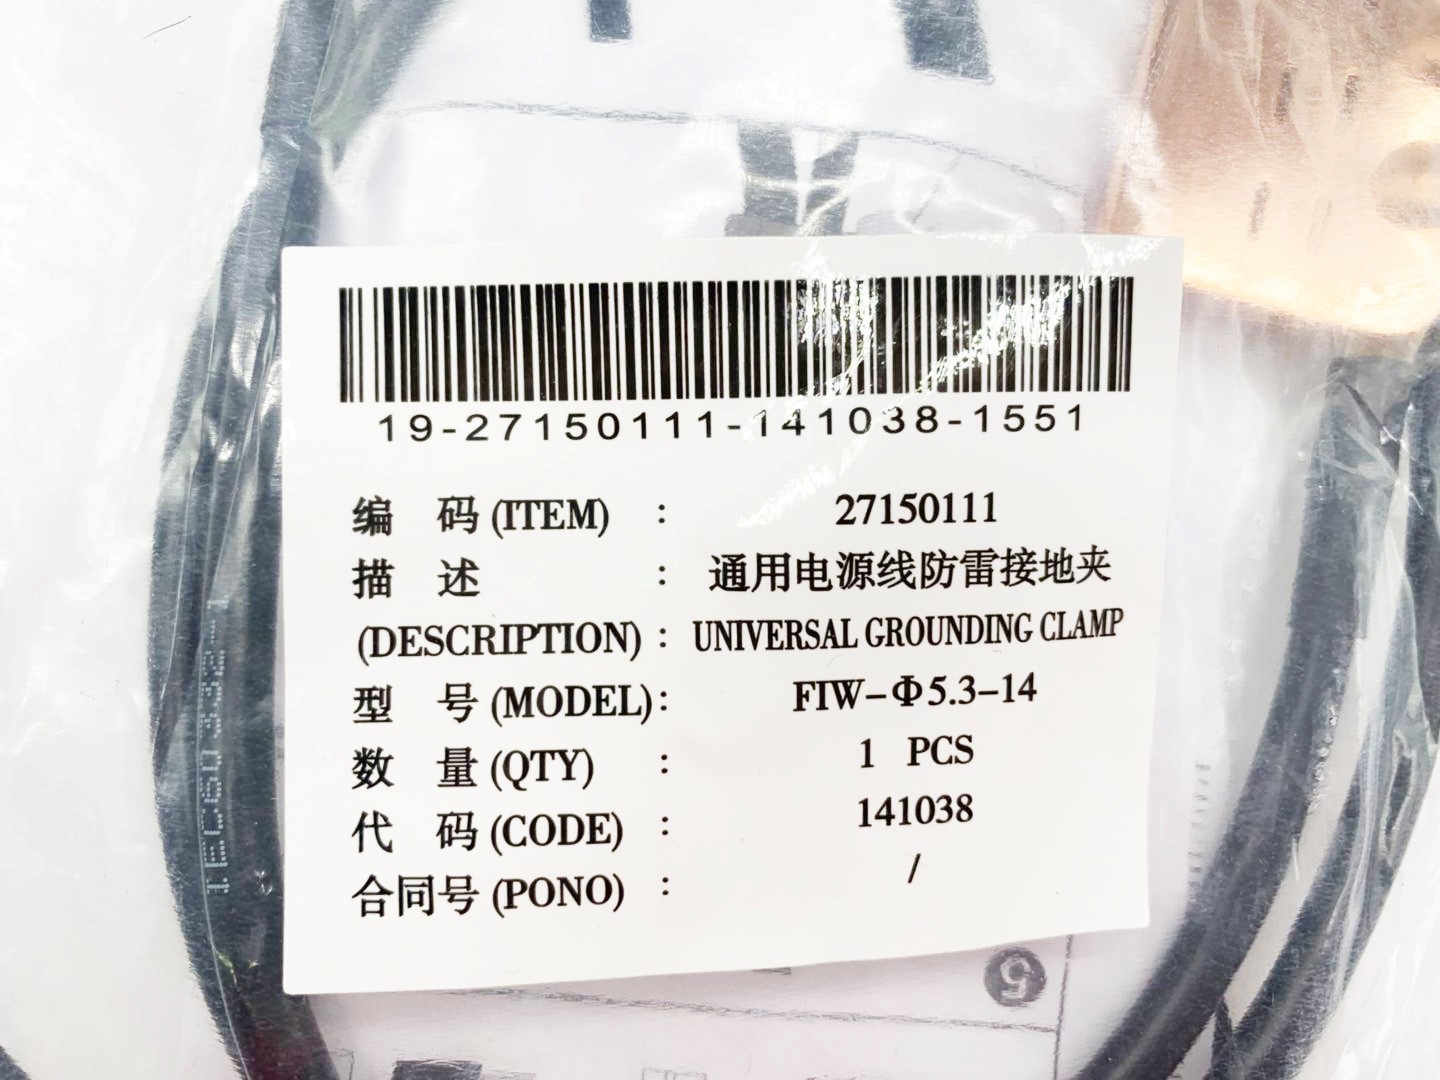 19-27150111-141038-1551
编 码 (ITEM) : 27150111
描 述 : 通用电源线防雷接地夹
(DESCRIPTION) : UNIVERSAL GROUNDING CLAMP
型 号 (MODEL) : FIW-Φ5.3-14
数 量 (QTY) : 1 PCS
代 码 (CODE) : 141038
合同号 (PONO) : /
5